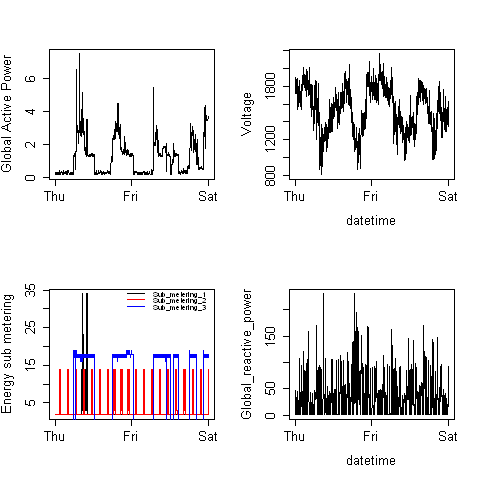 Global Active Power
0 2 4 6
Thu Fri Sat
Voltage
800 1200 1800
Thu Fri Sat
datetime
Energy sub metering
5 15 25 35
Sub_metering_1
Sub_metering_2
Sub_metering_3
Thu Fri Sat
Global_reactive_power
0 50 150
Thu Fri Sat
datetime